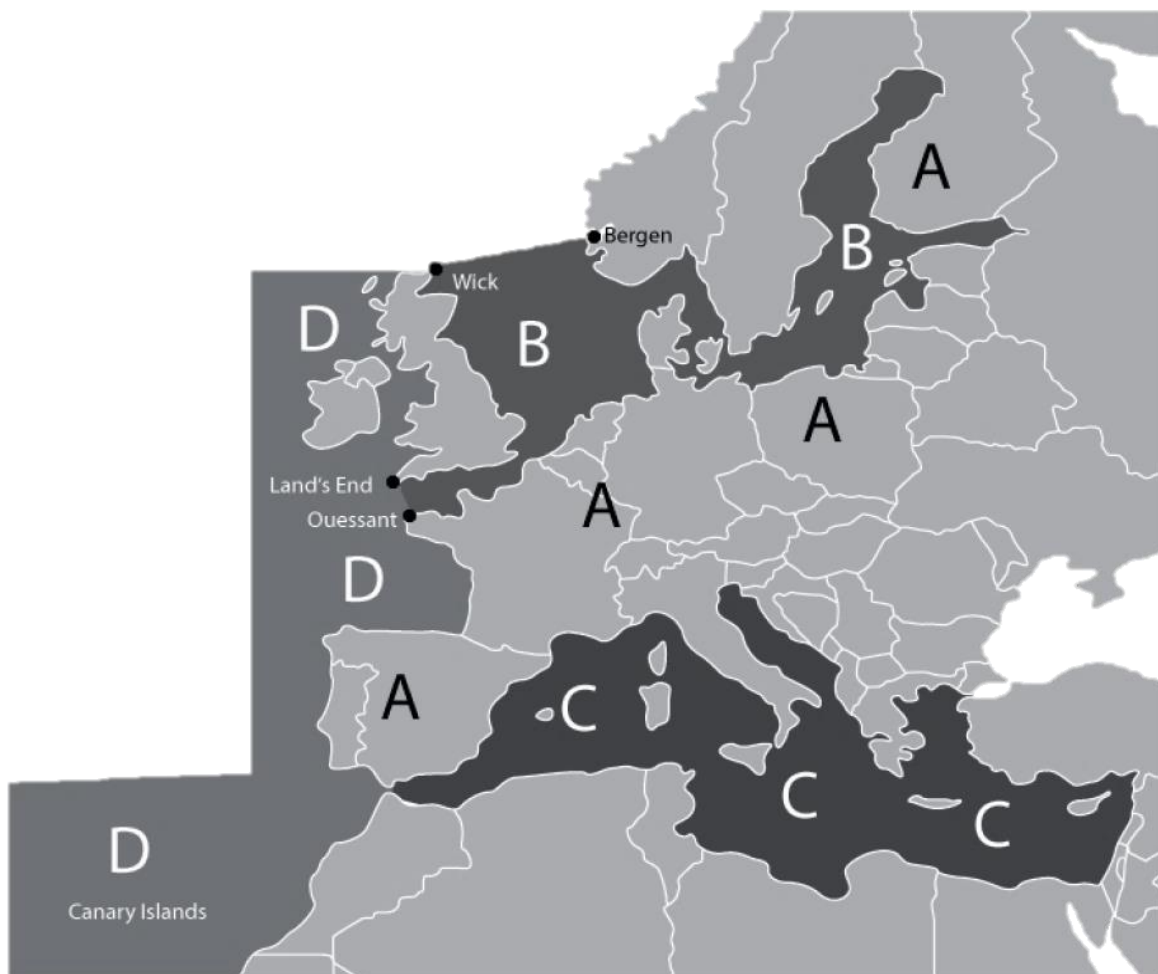 A
Bergen
B
Wick
D
B
A
Land's End
A
Ouessant
D
A
C
C
C
D
Canary Islands